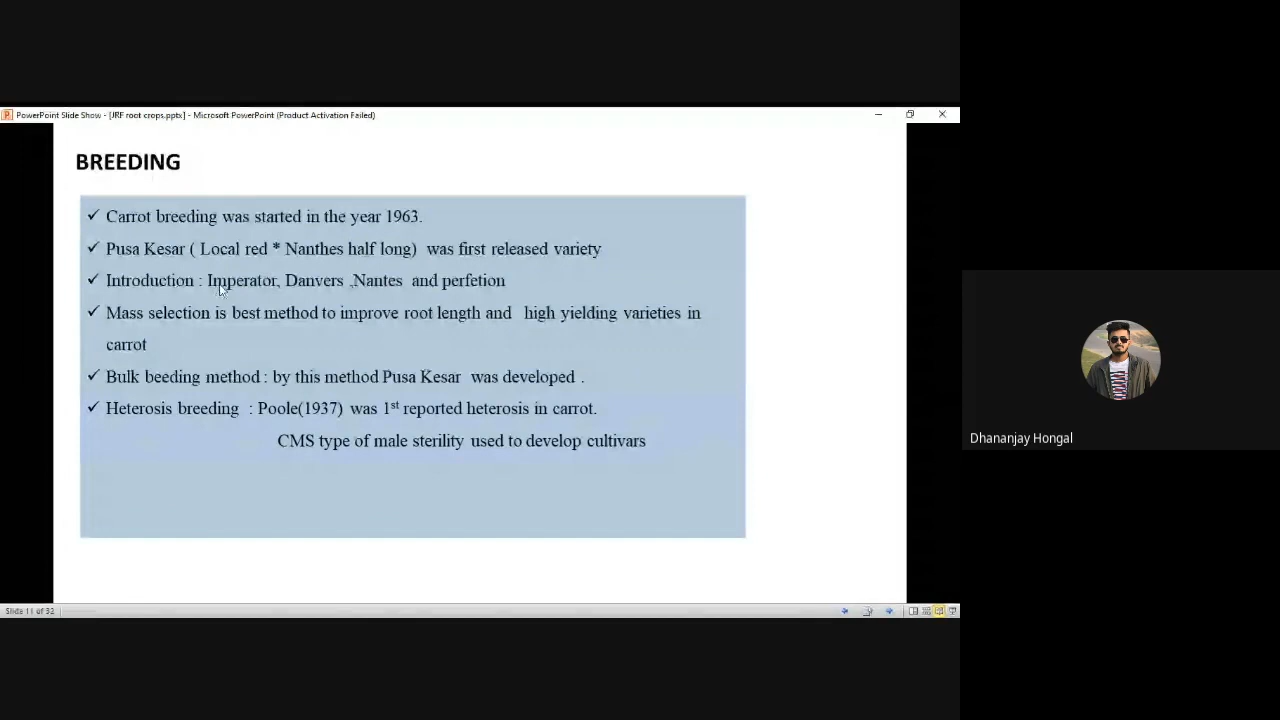 PowerPoint Slide Show - [JRF root crops.pptx] - Microsoft PowerPoint (Product Activation Failed)
BREEDING
✓ Carrot breeding was started in the year 1963.
✓ Pusa Kesar ( Local red * Nanthes half long) was first released variety
✓ Introduction : Imperator, Danvers ,Nantes and perfetion
✓ Mass selection is best method to improve root length and high yielding varieties in
carrot
✓ Bulk beeding method : by this method Pusa Kesar was developed .
✓ Heterosis breeding : Poole(1937) was 1st reported heterosis in carrot.
CMS type of male sterility used to develop cultivars
Slide 11 of 32
Dhananjay Hongal